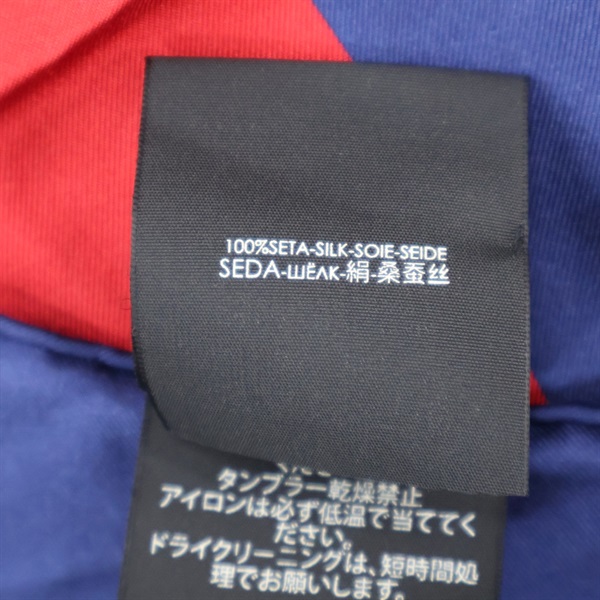 100%SETA-SILK-SOIE-SEIDE
SEDA-ШЁЛК-絹-桑蚕丝
タンブラー乾燥禁止
アイロンは必ず低温で当ててく
ださい。
ドライクリーニングは、短時間処
理でお願いします。